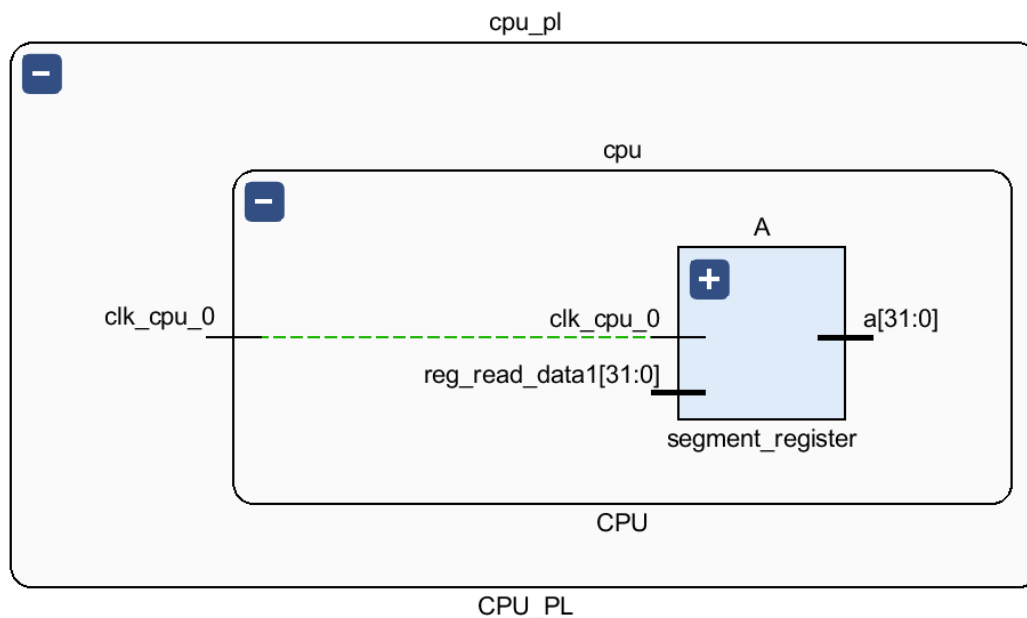 cpu_pl
cpu
A
clk_cpu_0
clk_cpu_0
a[31:0]
reg_read_data1[31:0]
segment_register
CPU
CPU_PL